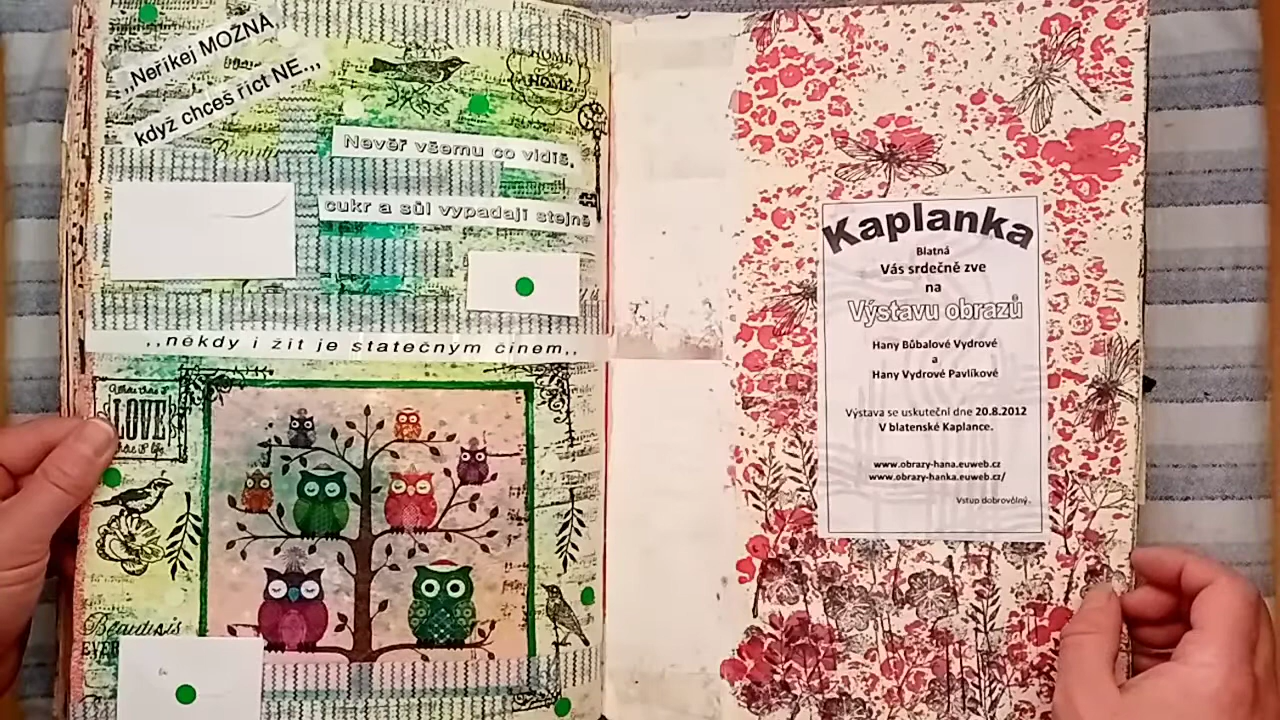 ,,Neříkej MOŽNÁ,
když chceš říct NE.,,
HOME
HOME
Nevěř všemu co vidíš,
cukr a sůl vypadají stejně
,,někdy i žít je statečným činem,,
LOVE
Kaplanka
Blatná
Vás srdečně zve
na
Výstavu obrazů
Hany Bůbalové Vydrové
a
Hany Vydrové Pavlíkové
Výstava se uskuteční dne 20.8.2012
V blatenské Kaplance.
www.obrazy-hana.euweb.cz
www.obrazy-hanka.euweb.cz/
Vstup dobrovolný.